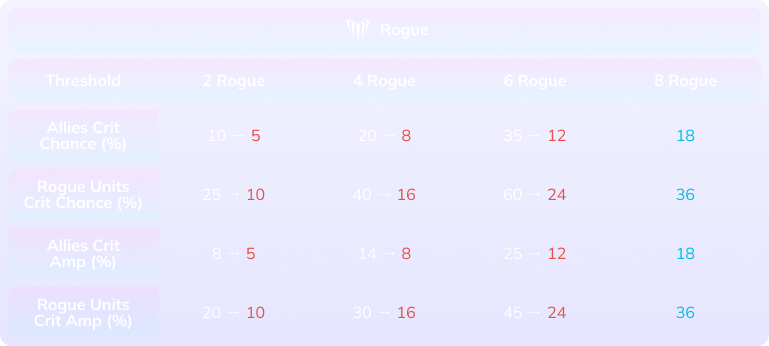 Rogue
Threshold 2 Rogue 4 Rogue 6 Rogue 8 Rogue
Allies Crit
Chance (%) 10 → 5 20 → 8 35 → 12 18
Rogue Units
Crit Chance (%) 25 → 10 40 → 16 60 → 24 36
Allies Crit
Amp (%) 8 → 5 14 → 8 25 → 12 18
Rogue Units
Crit Amp (%) 20 → 10 30 → 16 45 → 24 36